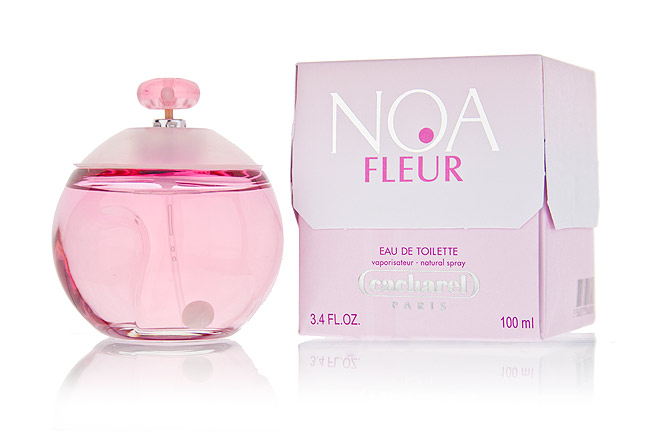 NOA
FLEUR
EAU DE TOILETTE
vaporisateur - natural spray
cacharel
PARIS
3.4 FL.OZ. 100 ml